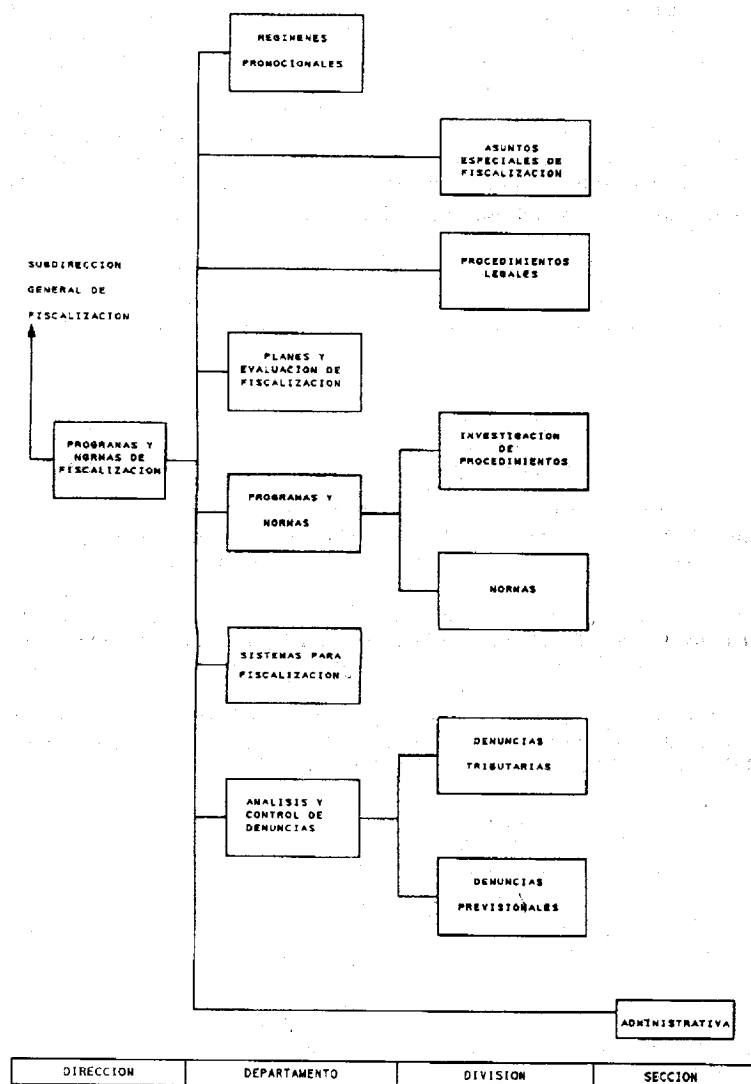 REGIMENES
PROMOCIONALES
ASUNTOS
ESPECIALES DE
FISCALIZACION
SUBDIRECCION
GENERAL DE
FISCALIZACION
PROCEDIMIENTOS
LEGALES
PLANES Y
EVALUACION DE
FISCALIZACION
PROGRAMAS Y
NORMAS DE
FISCALIZACION
INVESTIGACION
DE
PROCEDIMIENTOS
PROGRAMAS Y
NORMAS
NORMAS
SISTEMAS PARA
FISCALIZACION
DENUNCIAS
TRIBUTARIAS
ANALISIS Y
CONTROL DE
DENUNCIAS
DENUNCIAS
PREVISIONALES
ADMINISTRATIVA
DIRECCION DEPARTAMENTO DIVISION SECCION